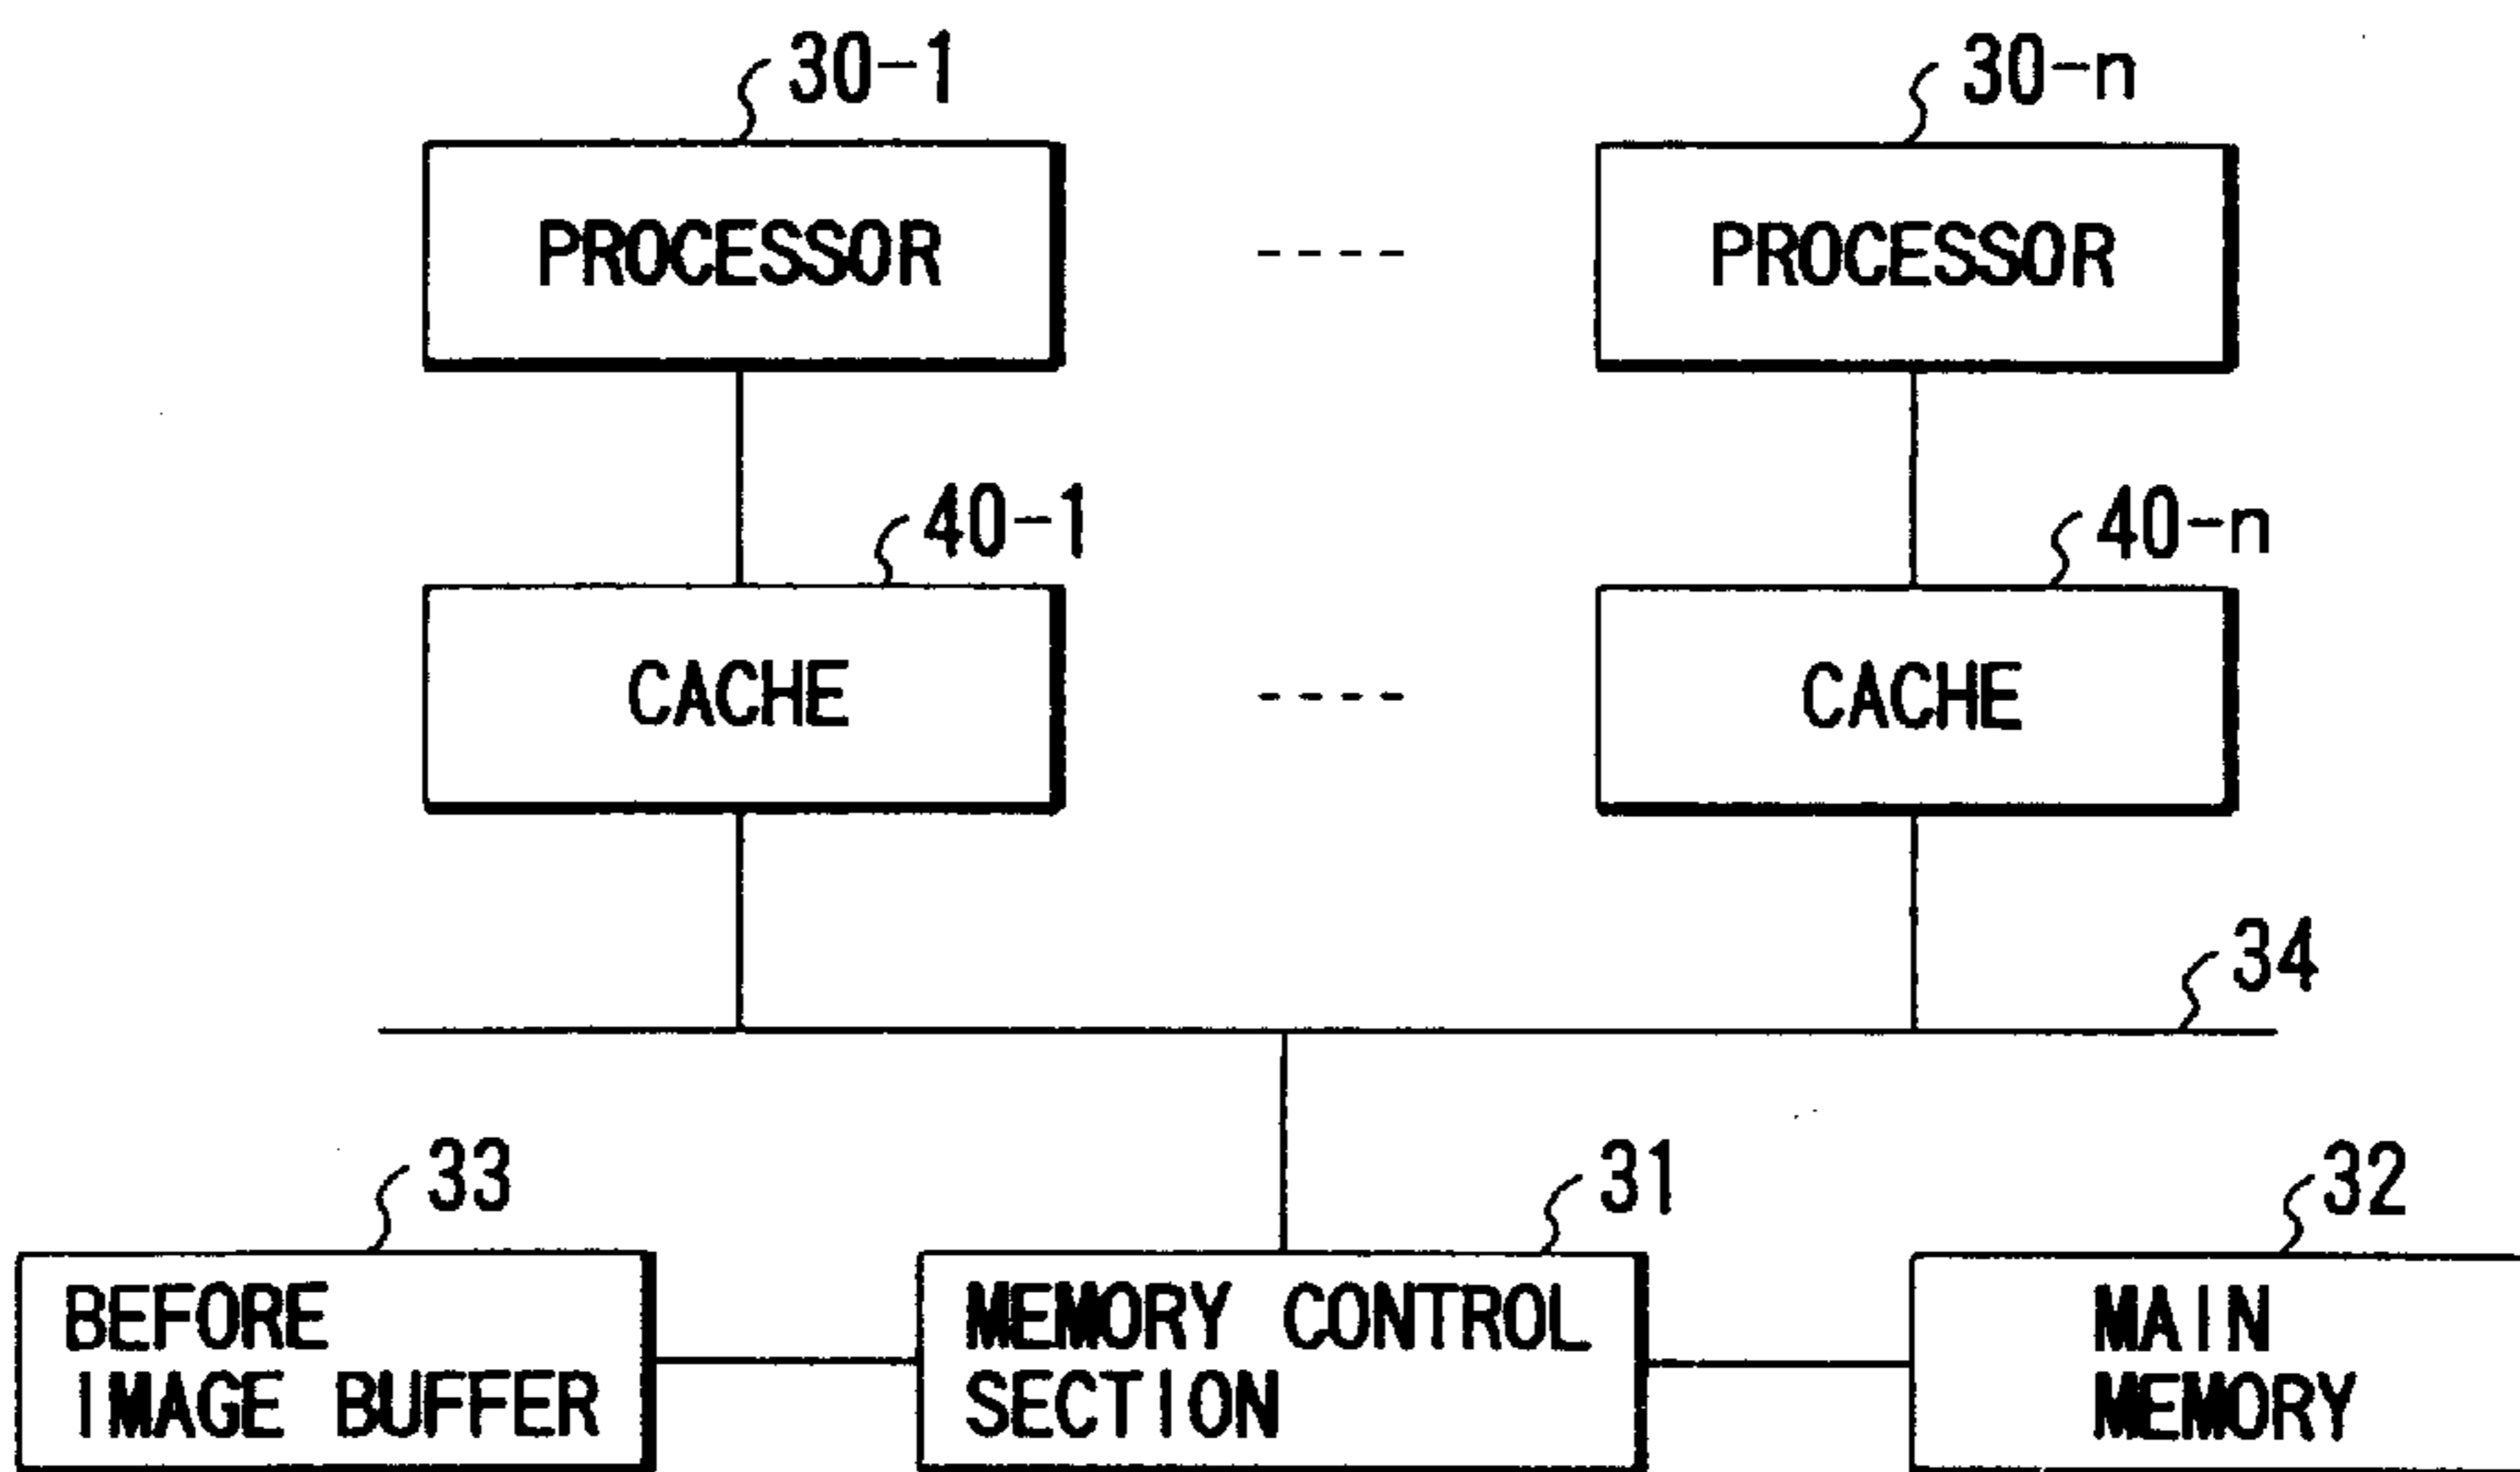 30-1
30-n
PROCESSOR
PROCESSOR
40-1
40-n
CACHE
CACHE
34
33
31
32
BEFORE
IMAGE BUFFER
MEMORY CONTROL
SECTION
MAIN
MEMORY